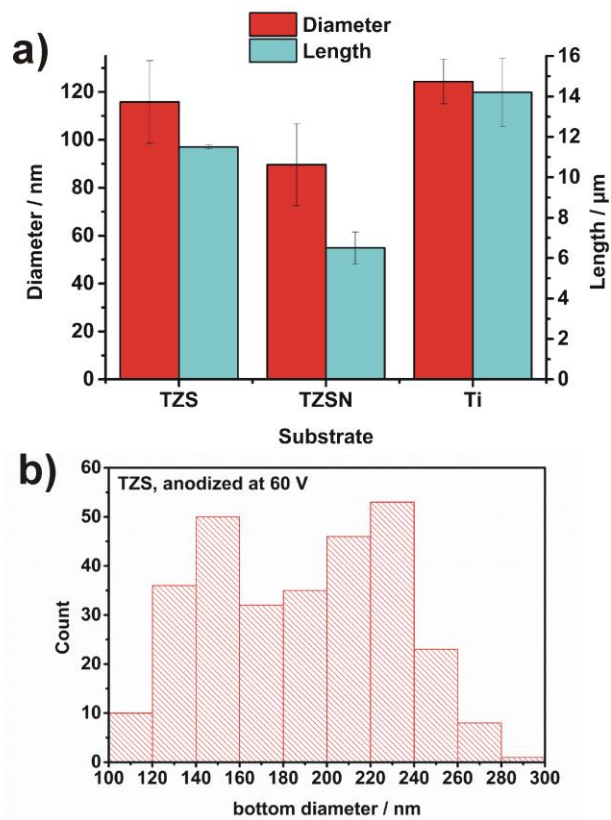 a)
Diameter
Length
Diameter / nm
120
100
80
60
40
20
0
16
14
12
10
8
6
4
2
0
Length / µm
TZS TZSN Ti
Substrate
b)
TZS, anodized at 60 V
Count
60
50
40
30
20
10
0
100 120 140 160 180 200 220 240 260 280 300
bottom diameter / nm